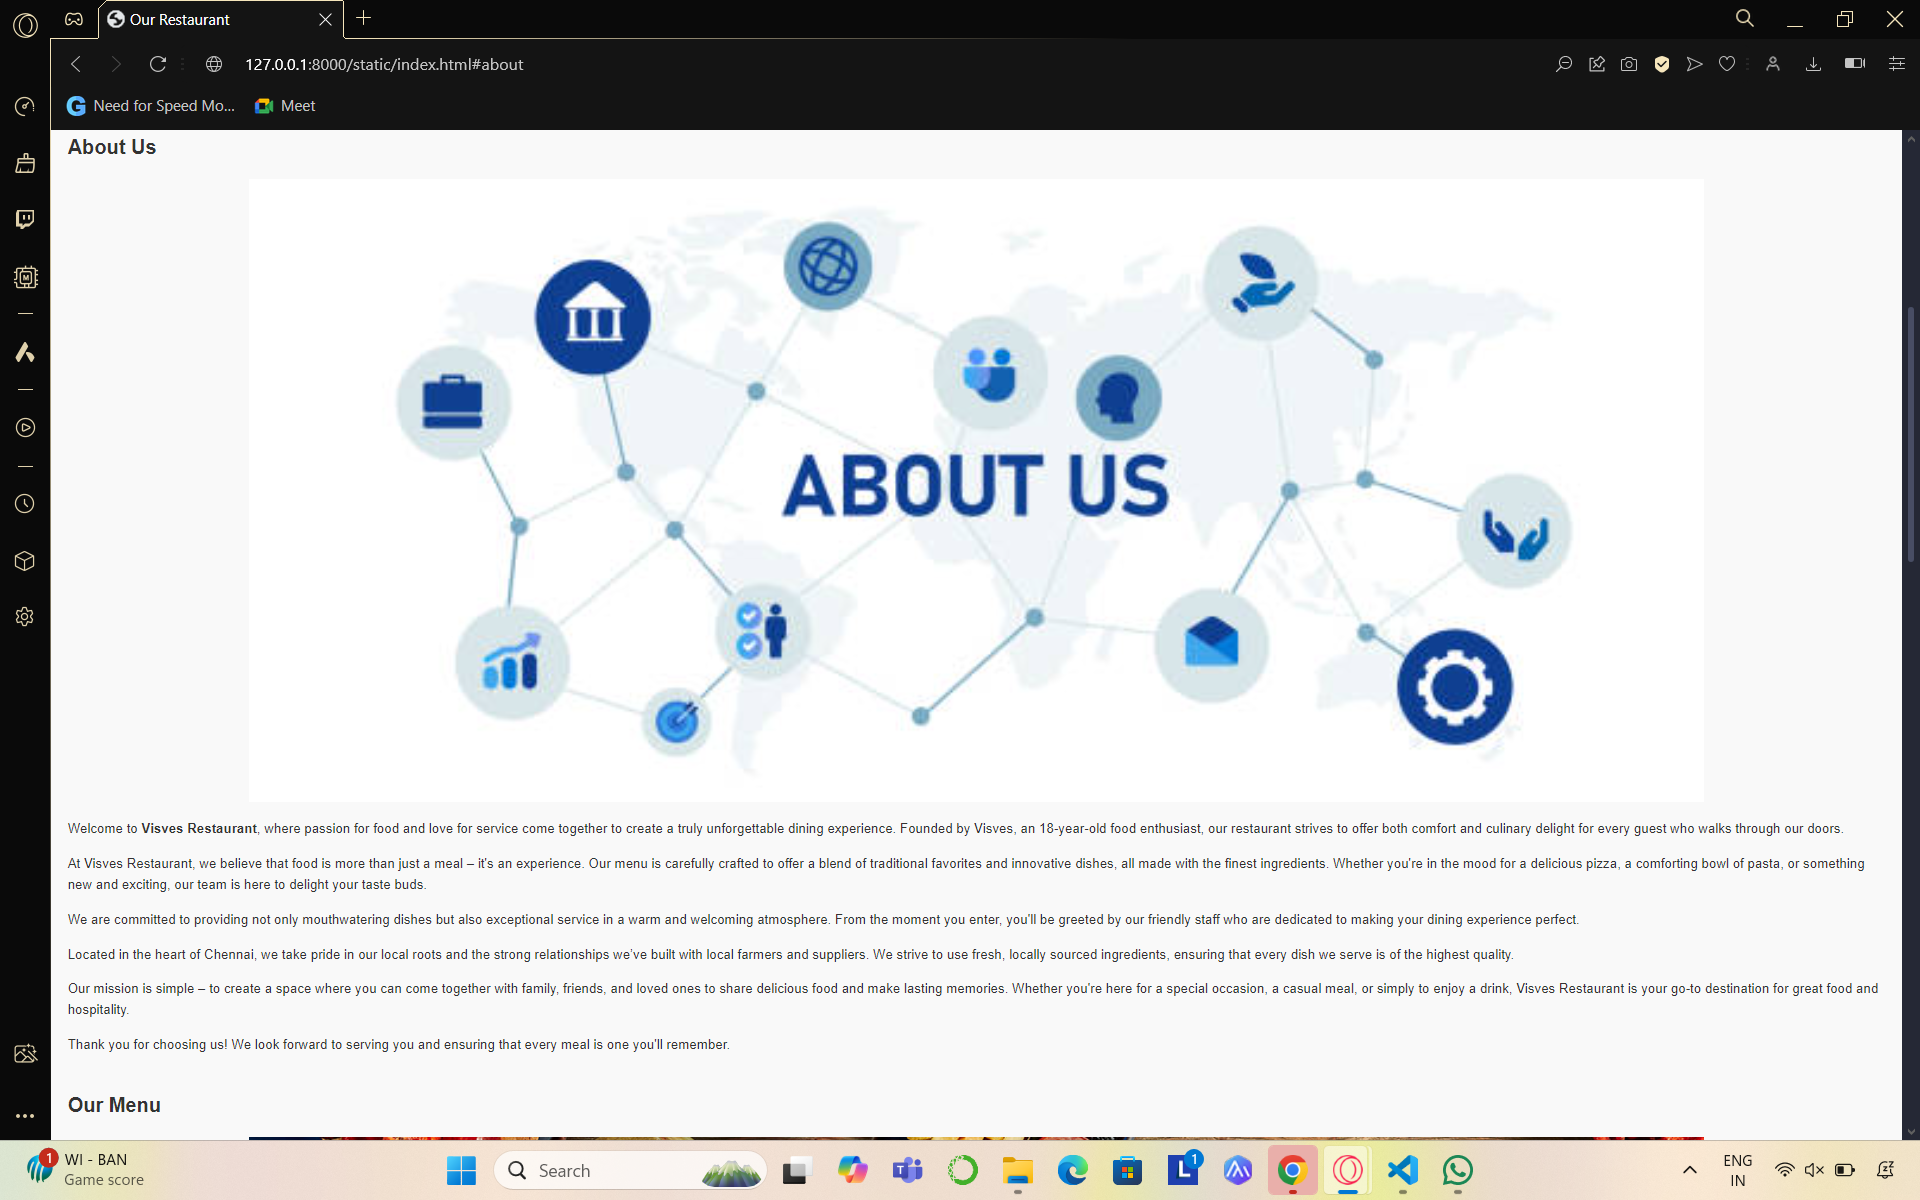 Our Restaurant
127.0.0.1:8000/static/index.html#about
Need for Speed Mo...
Meet
About Us
ABOUT US
Welcome to Visves Restaurant, where passion for food and love for service come together to create a truly unforgettable dining experience. Founded by Visves, an 18-year-old food enthusiast, our restaurant strives to offer both comfort and culinary delight for every guest who walks through our doors.
At Visves Restaurant, we believe that food is more than just a meal – it's an experience. Our menu is carefully crafted to offer a blend of traditional favorites and innovative dishes, all made with the finest ingredients. Whether you're in the mood for a delicious pizza, a comforting bowl of pasta, or something
new and exciting, our team is here to delight your taste buds.
We are committed to providing not only mouthwatering dishes but also exceptional service in a warm and welcoming atmosphere. From the moment you enter, you'll be greeted by our friendly staff who are dedicated to making your dining experience perfect.
Located in the heart of Chennai, we take pride in our local roots and the strong relationships we've built with local farmers and suppliers. We strive to use fresh, locally sourced ingredients, ensuring that every dish we serve is of the highest quality.
Our mission is simple – to create a space where you can come together with family, friends, and loved ones to share delicious food and make lasting memories. Whether you're here for a special occasion, a casual meal, or simply to enjoy a drink, Visves Restaurant is your go-to destination for great food and
hospitality.
Thank you for choosing us! We look forward to serving you and ensuring that every meal is one you'll remember.
Our Menu
1
WI - BAN
Game score
Search
L
1
ENG
IN